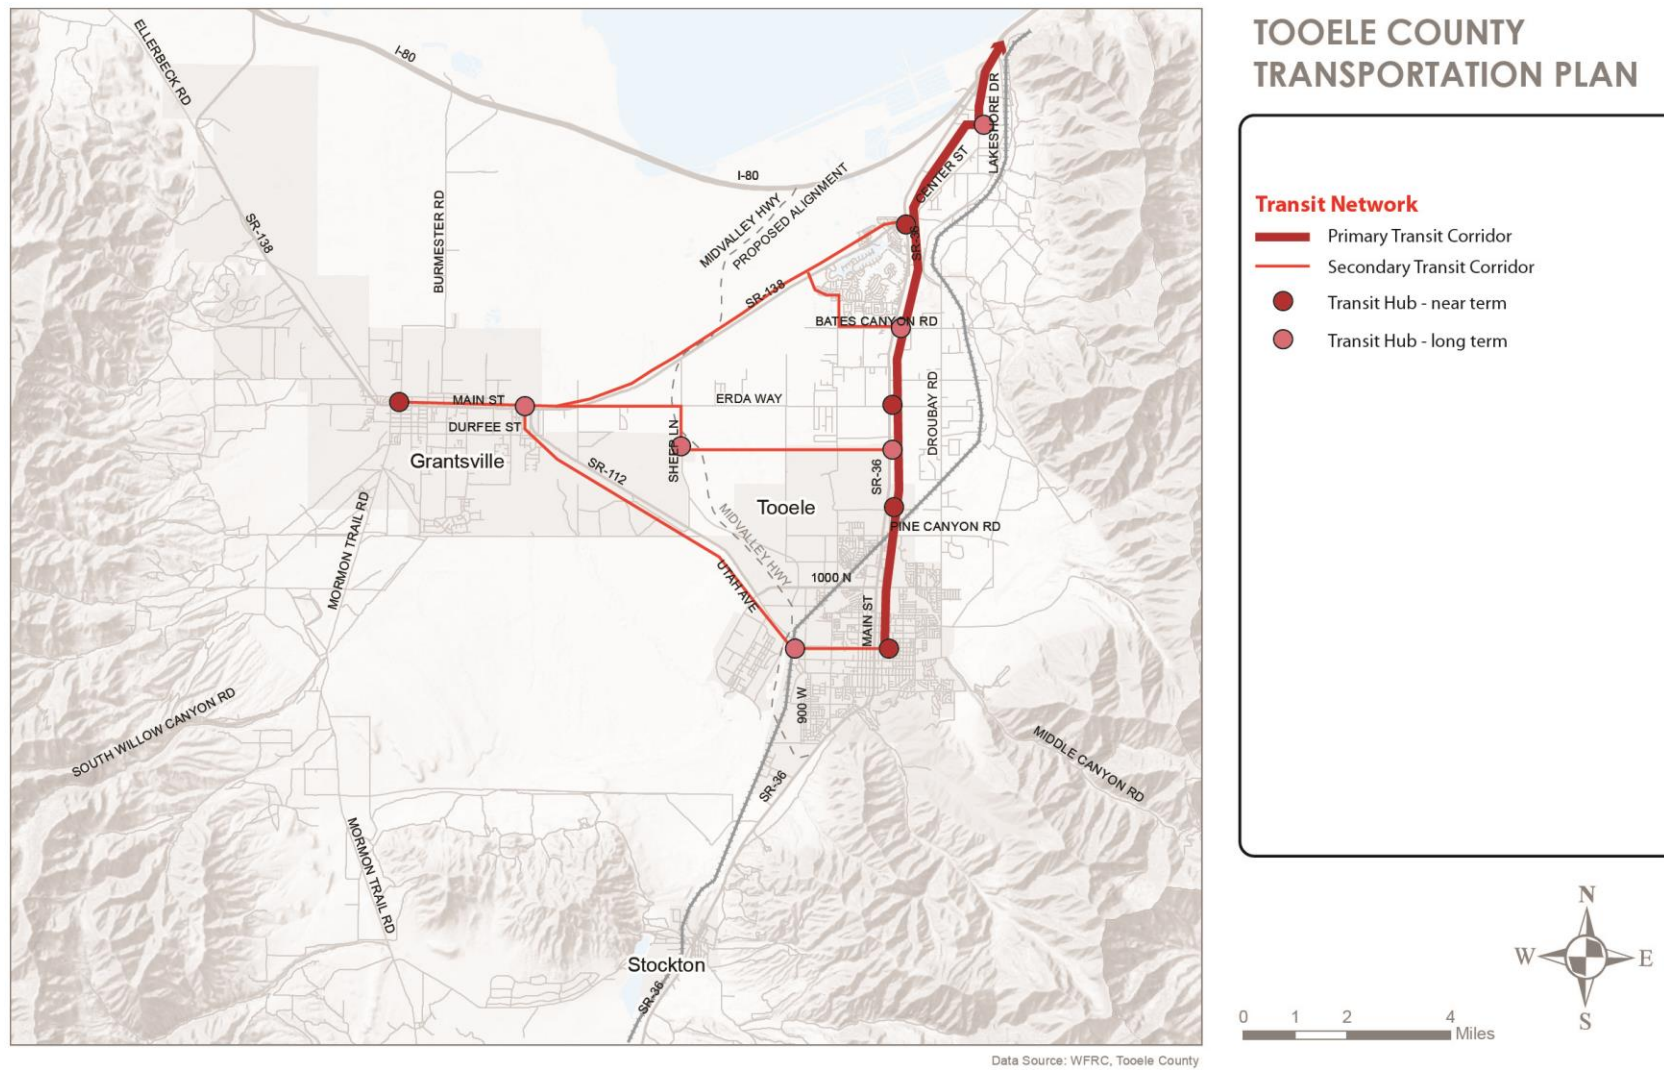 TOOELE COUNTY
TRANSPORTATION PLAN
Transit Network
Primary Transit Corridor
Secondary Transit Corridor
Transit Hub - near term
Transit Hub - long term
ELLERBECK RD
I-80
LAKESHORE DR
CENTER ST
I-80
MIDVALLEY HWY
PROPOSED ALIGNMENT
BURMESTER RD
SR-138
SR-36
SR-138
BATES CANYON RD
MAIN ST
ERDA WAY
DROUBAY RD
DURFEE ST
Grantsville
SHEEP LN
SR-112
SR-36
Tooele
MORMON TRAIL RD
MIDVALLEY HWY
PINE CANYON RD
UTAH AVE
1000 N
MAIN ST
900 W
SOUTH WILLOW CANYON RD
MIDDLE CANYON RD
SR-36
MORMON TRAIL RD
Stockton
SR-36
N
W
E
S
0 1 2 4
Miles
Data Source: WFRC, Tooele County